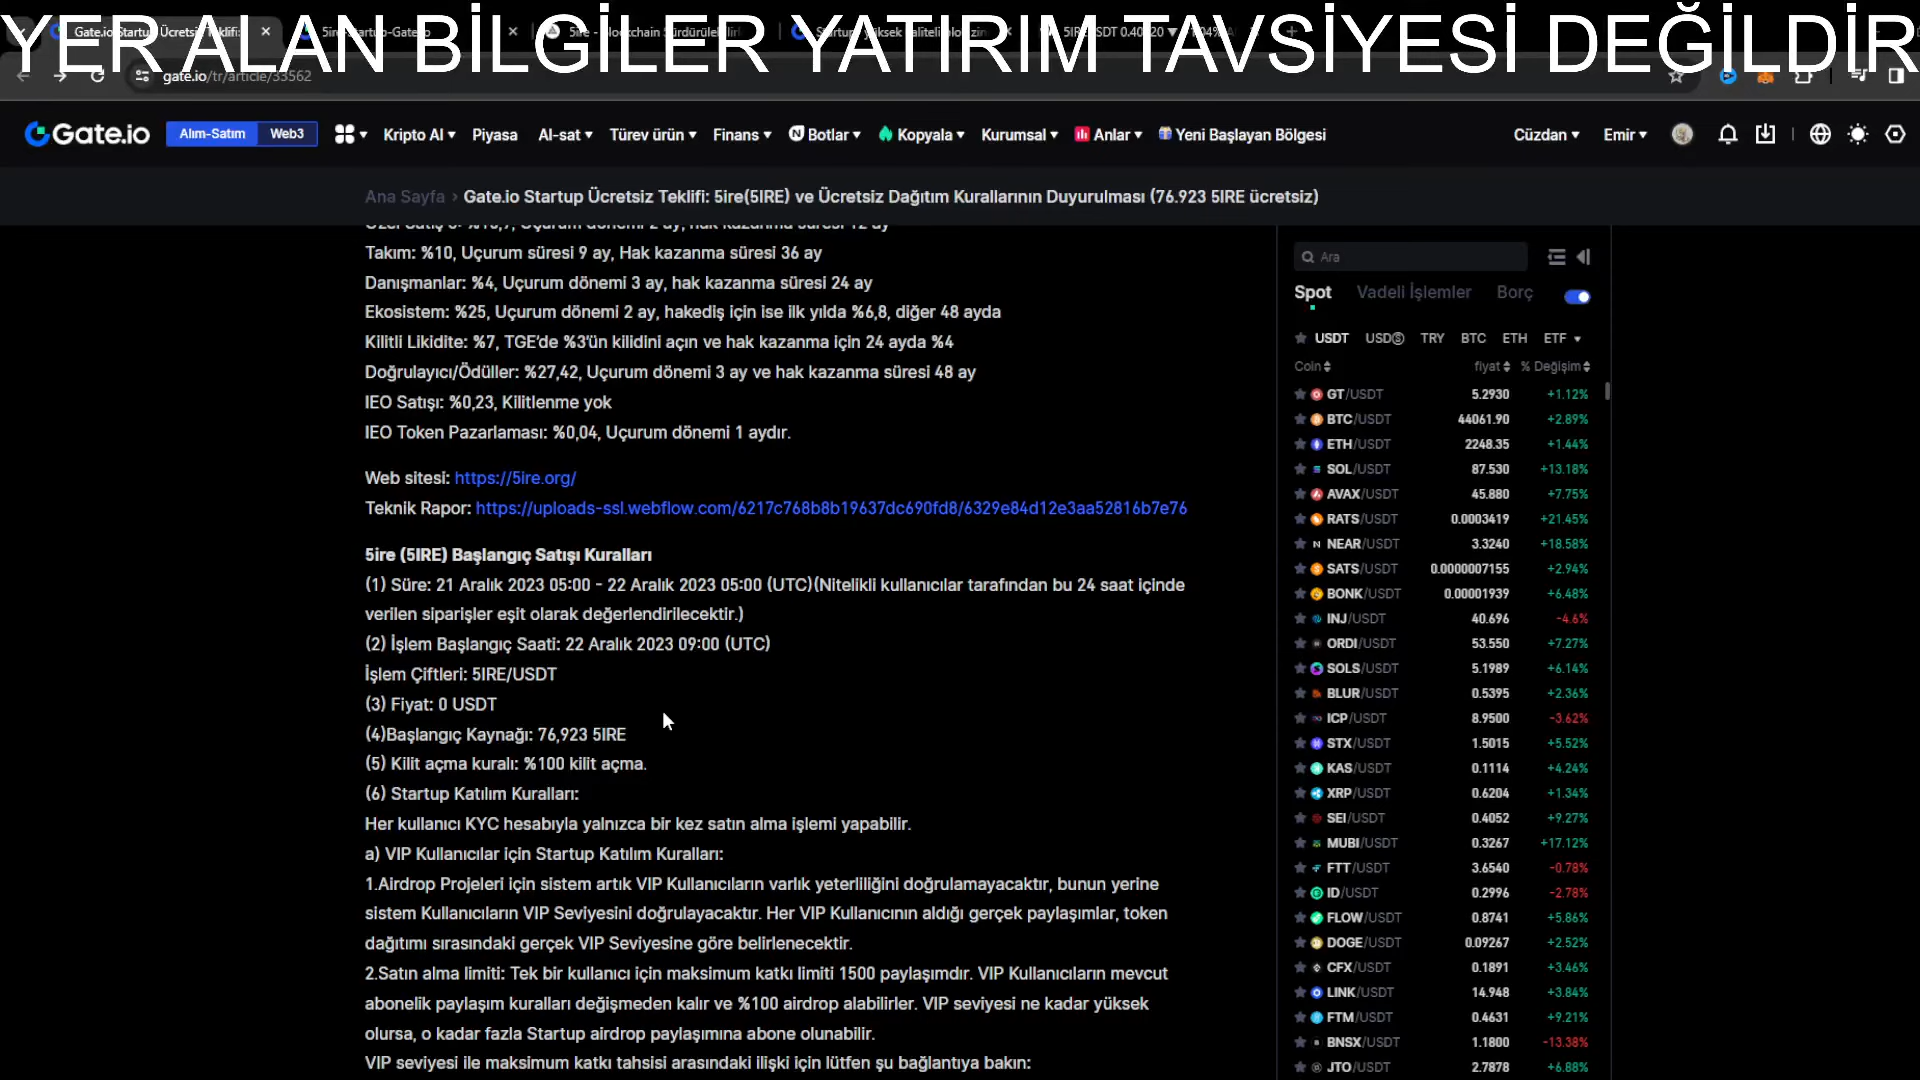 YER ALAN BİLGİLER YATIRIM TAVSİYESİ DEĞİLDİR
gate.io/tr/article/33562
Gate.io Alım-Satım Web3 Kripto Al Piyasa Al-sat Türev ürün Finans Botlar Kopyala Kurumsal Anlar Yeni Başlayan Bölgesi Cüzdan Emir
Ana Sayfa > Gate.io Startup Ücretsiz Teklifi: 5ire(5IRE) ve Ücretsiz Dağıtım Kurallarının Duyurulması (76.923 5IRE ücretsiz)
Takım: %10, Uçurum süresi 9 ay, Hak kazanma süresi 36 ay
Danışmanlar: %4, Uçurum dönemi 3 ay, hak kazanma süresi 24 ay
Ekosistem: %25, Uçurum dönemi 2 ay, hakediş için ise ilk yılda %6,8, diğer 48 ayda
Kilitli Likidite: %7, TGE'de %3'ün kilidini açın ve hak kazanma için 24 ayda %4
Doğrulayıcı/Ödüller: %27,42, Uçurum dönemi 3 ay ve hak kazanma süresi 48 ay
IEO Satışı: %0,23, Kilitlenme yok
IEO Token Pazarlaması: %0,04, Uçurum dönemi 1 aydır.
Web sitesi: https://5ire.org/
Teknik Rapor: https://uploads-ssl.webflow.com/6217c768b8b19637dc690fd8/6329e84d12e3aa52816b7e76
5ire (5IRE) Başlangıç Satışı Kuralları
(1) Süre: 21 Aralık 2023 05:00 - 22 Aralık 2023 05:00 (UTC)(Nitelikli kullanıcılar tarafından bu 24 saat içinde
verilen siparişler eşit olarak değerlendirilecektir.)
(2) İşlem Başlangıç Saati: 22 Aralık 2023 09:00 (UTC)
İşlem Çiftleri: 5IRE/USDT
(3) Fiyat: 0 USDT
(4)Başlangıç Kaynağı: 76,923 5IRE
(5) Kilit açma kuralı: %100 kilit açma.
(6) Startup Katılım Kuralları:
Her kullanıcı KYC hesabıyla yalnızca bir kez satın alma işlemi yapabilir.
a) VIP Kullanıcılar için Startup Katılım Kuralları:
1.Airdrop Projeleri için sistem artık VIP Kullanıcıların varlık yeterliliğini doğrulamayacaktır, bunun yerine
sistem Kullanıcıların VIP Seviyesini doğrulayacaktır. Her VIP Kullanıcının aldığı gerçek paylaşımlar, token
dağıtımı sırasındaki gerçek VIP Seviyesine göre belirlenecektir.
2.Satın alma limiti: Tek bir kullanıcı için maksimum katkı limiti 1500 paylaşımdır. VIP Kullanıcıların mevcut
abonelik paylaşım kuralları değişmeden kalır ve %100 airdrop alabilirler. VIP seviyesi ne kadar yüksek
olursa, o kadar fazla Startup airdrop paylaşımına abone olunabilir.
VIP seviyesi ile maksimum katkı tahsisi arasındaki ilişki için lütfen şu bağlantıya bakın:
Ara
Spot Vadeli İşlemler Borç
USDT USDⓈ TRY BTC ETH ETF
Coin fiyat % Değişim
GT/USDT 5.2930 +1.12%
BTC/USDT 44061.90 +2.89%
ETH/USDT 2248.35 +1.44%
SOL/USDT 87.530 +13.18%
AVAX/USDT 45.880 +7.75%
RATS/USDT 0.0003419 +21.45%
NEAR/USDT 3.3240 +18.58%
SATS/USDT 0.0000007155 +2.94%
BONK/USDT 0.00001939 +6.48%
INJ/USDT 40.696 -4.6%
ORDI/USDT 53.550 +7.27%
SOLS/USDT 5.1989 +6.14%
BLUR/USDT 0.5395 +2.36%
ICP/USDT 8.9500 -3.62%
STX/USDT 1.5015 +5.52%
KAS/USDT 0.1114 +4.24%
XRP/USDT 0.6204 +1.34%
SEI/USDT 0.4052 +9.27%
MUBI/USDT 0.3267 +17.12%
FTT/USDT 3.6540 -0.78%
ID/USDT 0.2996 -2.78%
FLOW/USDT 0.8741 +5.86%
DOGE/USDT 0.09267 +2.52%
CFX/USDT 0.1891 +3.46%
LINK/USDT 14.948 +3.84%
FTM/USDT 0.4631 +9.21%
BNSX/USDT 1.1800 -13.38%
JTO/USDT 2.7878 +6.88%